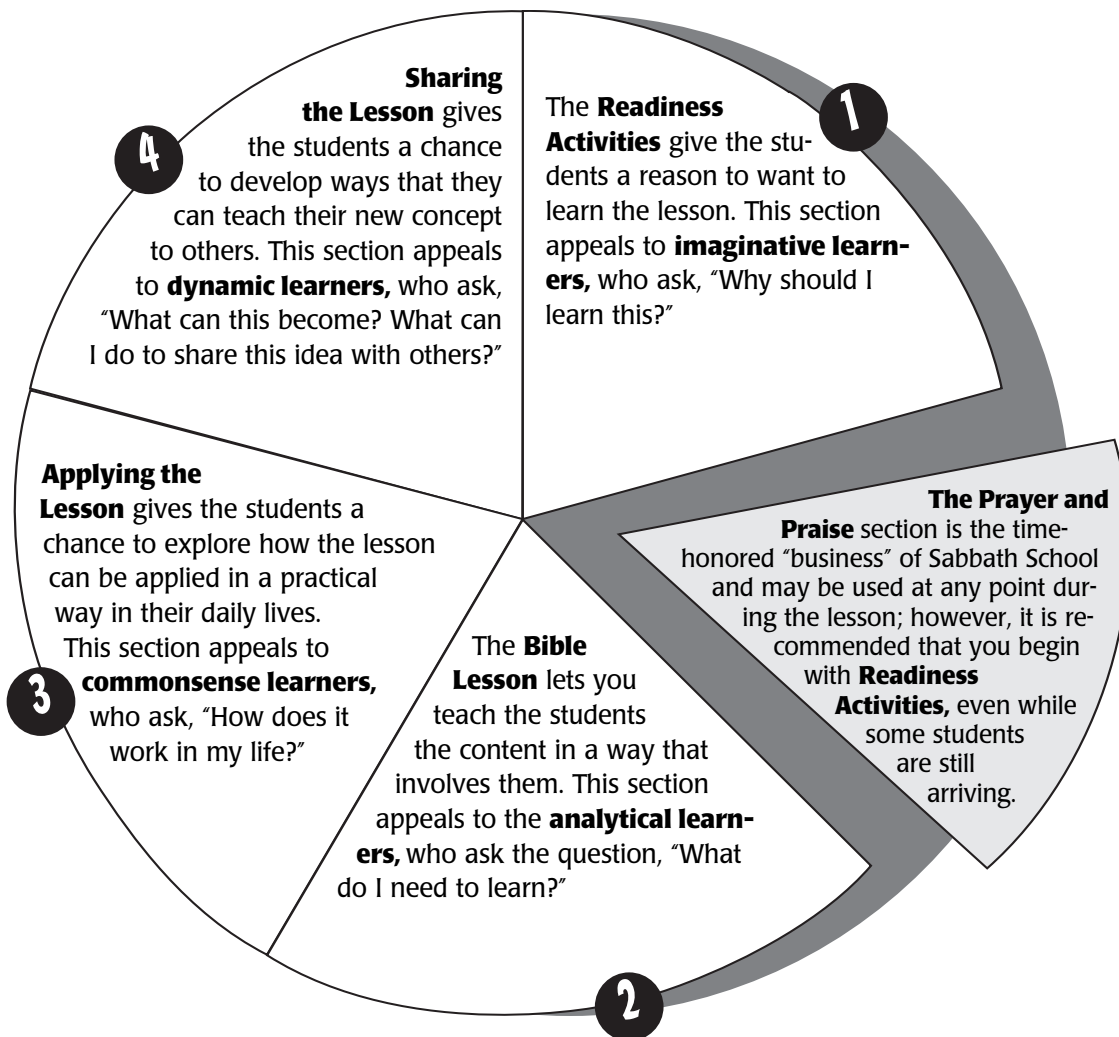 1
The Readiness
Activities give the stu-
dents a reason to want to
learn the lesson. This section
appeals to imaginative learn-
ers, who ask, “Why should I
learn this?”
The Prayer and
Praise section is the time-
honored “business” of Sabbath School
and may be used at any point dur-
ing the lesson; however, it is re-
commended that you begin
with Readiness
Activities, even while
some students
are still
arriving.
2
The Bible
Lesson lets you
teach the students
the content in a way that
involves them. This section
appeals to the analytical learn-
ers, who ask the question, “What
do I need to learn?”
3
Applying the
Lesson gives the students a
chance to explore how the lesson
can be applied in a practical
way in their daily lives.
This section appeals to
commonsense learners,
who ask, “How does it
work in my life?”
4
Sharing
the Lesson gives
the students a chance
to develop ways that they
can teach their new concept
to others. This section appeals
to dynamic learners, who ask,
“What can this become? What can
I do to share this idea with others?”